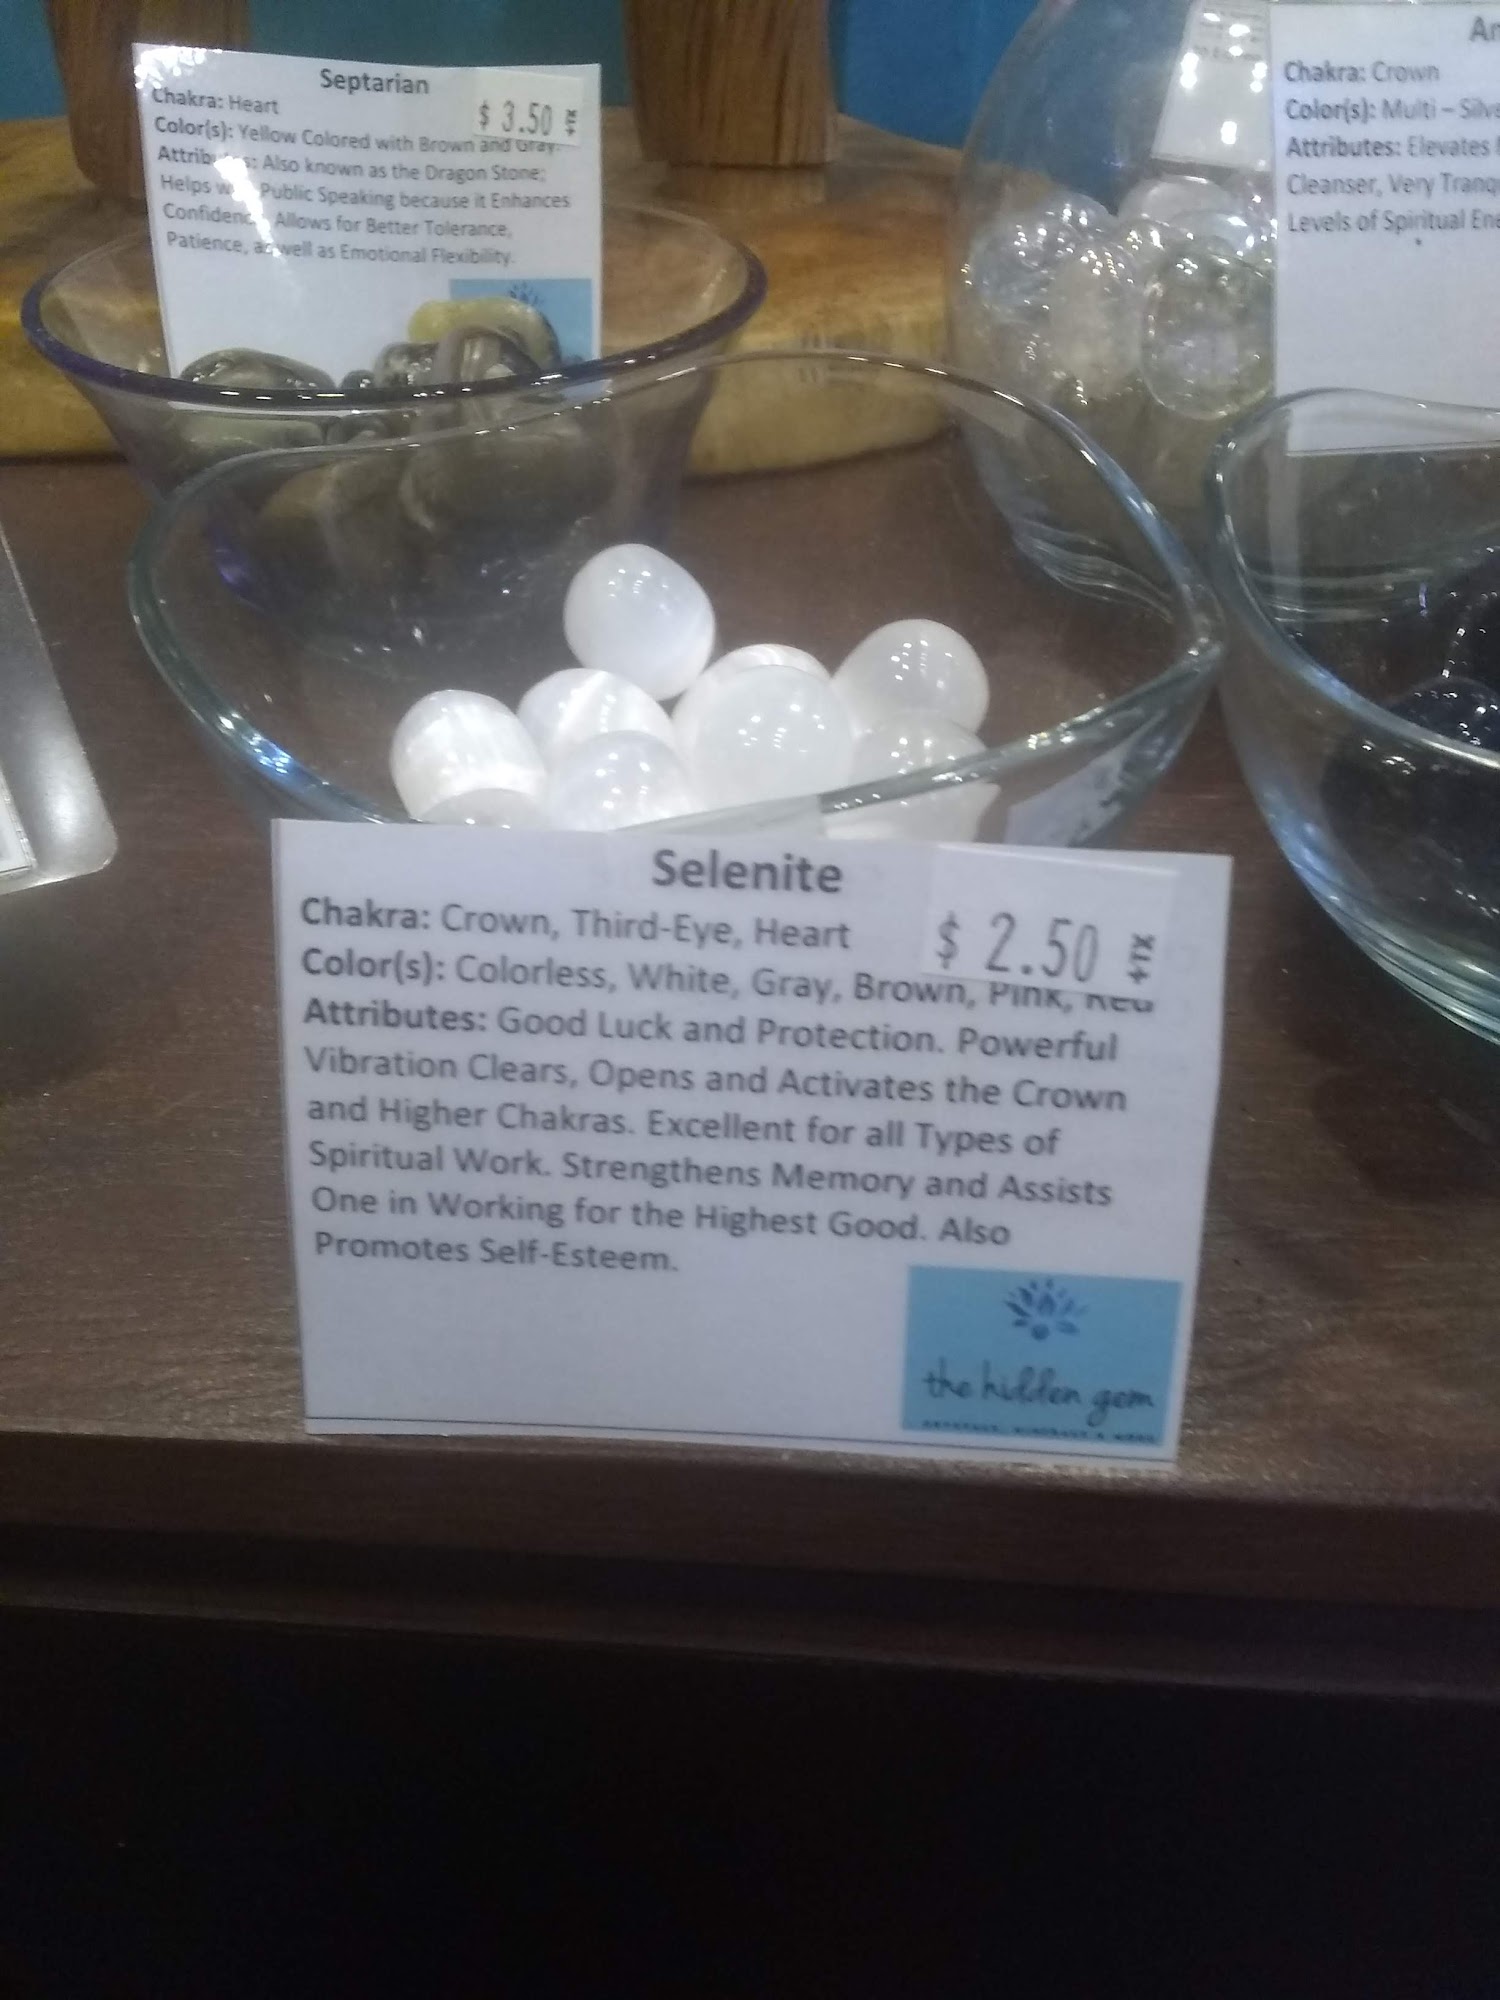 Septarian
$ 3.50 +TX
Chakra: Heart
Color(s): Yellow Colored with Brown and Gray.
Also known as the Dragon Stone;
Helps Public Speaking because it Enhances
Allows for Better Tolerance,
Patience, as well as Emotional Flexibility.
Chakra: Crown
Color(s): Multi –
Attributes: Elevates
Cleanser, Very
Levels of Spiritual
Selenite
$ 2.50 +TX
Chakra: Crown, Third-Eye, Heart
Color(s): Colorless, White, Gray, Brown, Pink, Red
Attributes: Good Luck and Protection. Powerful
Vibration Clears, Opens and Activates the Crown
and Higher Chakras. Excellent for all Types of
Spiritual Work. Strengthens Memory and Assists
One in Working for the Highest Good. Also
Promotes Self-Esteem.
the hidden gem